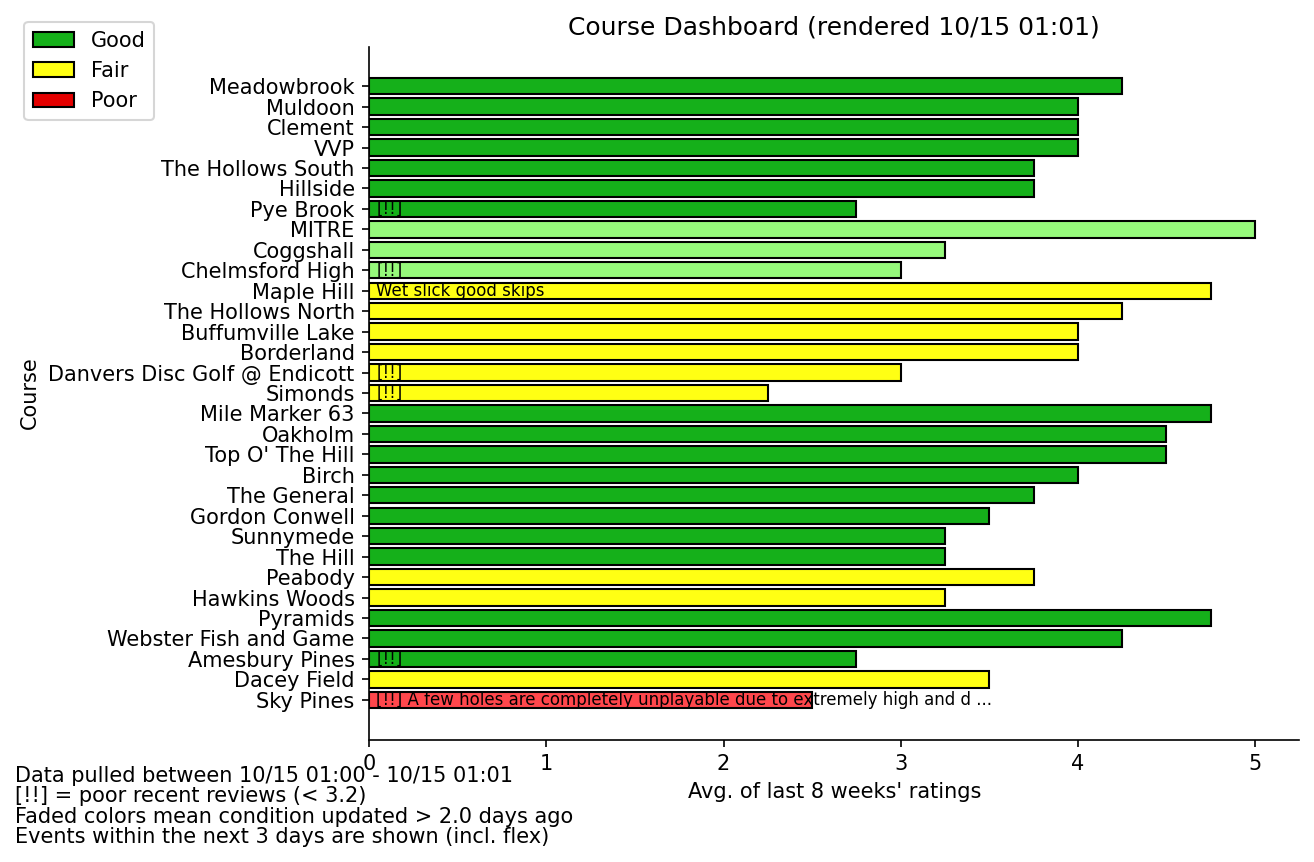 Course Dashboard (rendered 10/15 01:01)
Good
Fair
Poor
Meadowbrook
Muldoon
Clement
VVP
The Hollows South
Hillside
Pye Brook [!!]
MITRE
Coggshall
Chelmsford High [!!]
Maple Hill Wet slick good skips
The Hollows North
Buffumville Lake
Borderland
Danvers Disc Golf @ Endicott [!!]
Simonds [!!]
Mile Marker 63
Oakholm
Top O' The Hill
Birch
The General
Gordon Conwell
Sunnymede
The Hill
Peabody
Hawkins Woods
Pyramids
Webster Fish and Game
Amesbury Pines [!!]
Dacey Field
Sky Pines [!!] A few holes are completely unplayable due to extremely high and d ...
Course
0 1 2 3 4 5
Avg. of last 8 weeks' ratings
Data pulled between 10/15 01:00 - 10/15 01:01
[!!] = poor recent reviews (< 3.2)
Faded colors mean condition updated > 2.0 days ago
Events within the next 3 days are shown (incl. flex)